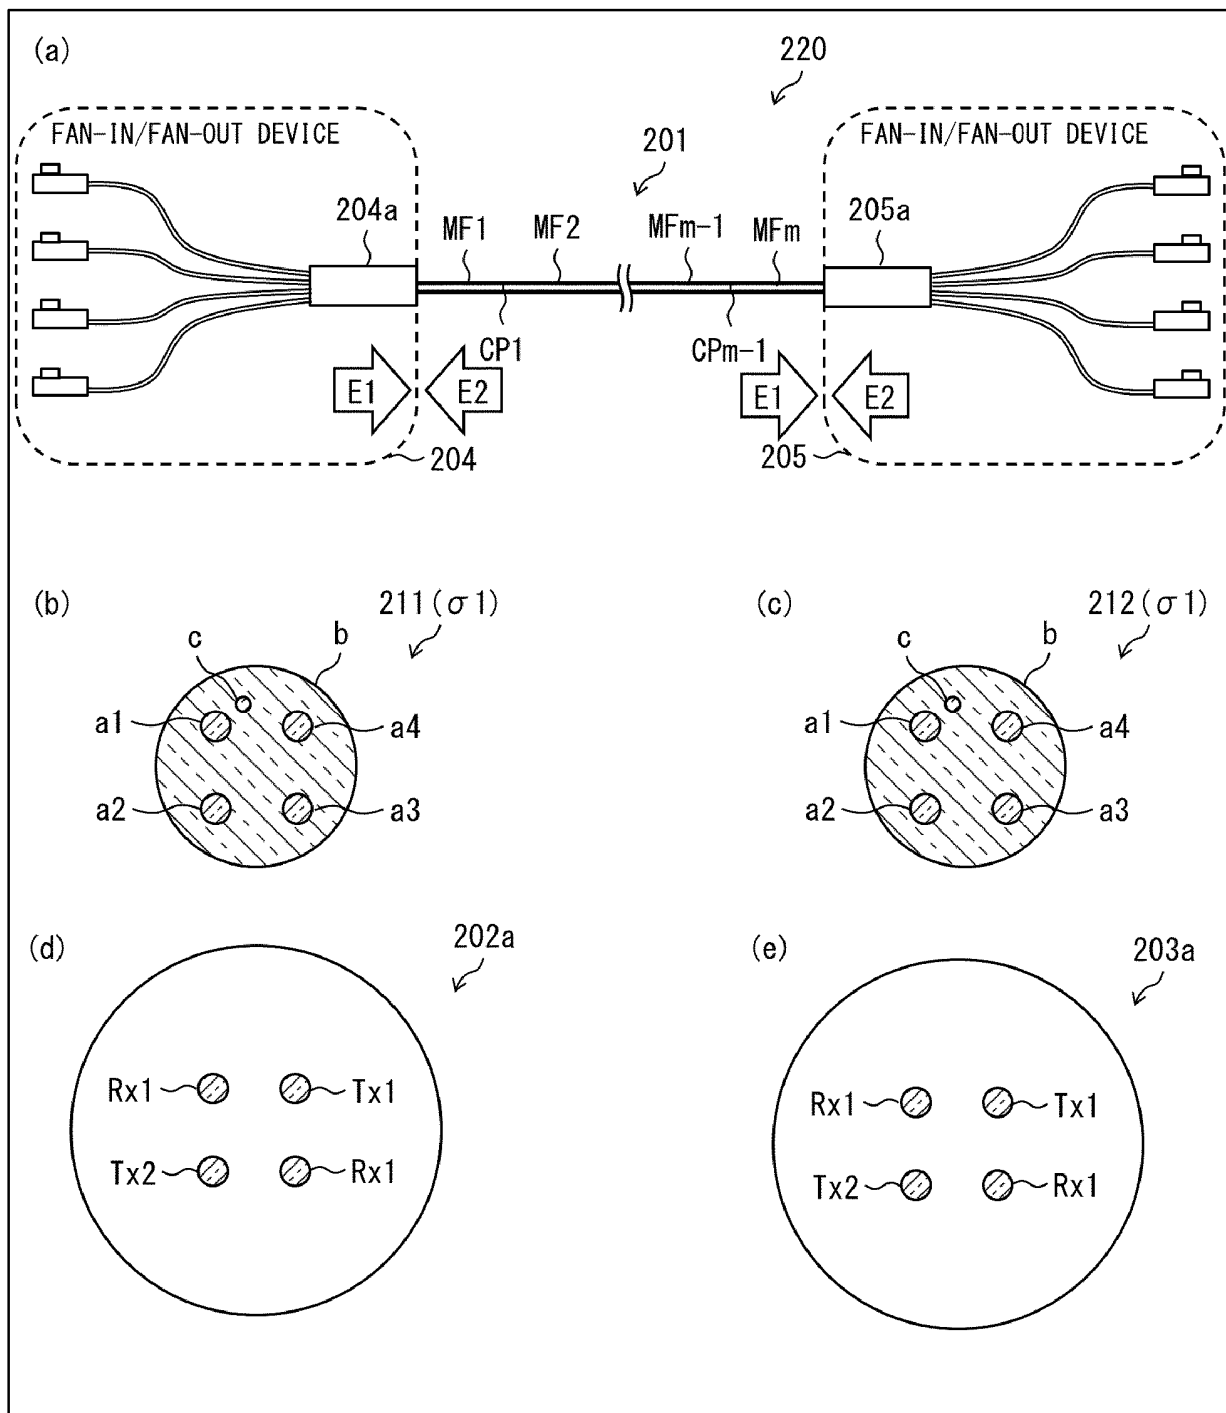 (a)
220
FAN-IN/FAN-OUT DEVICE
FAN-IN/FAN-OUT DEVICE
201
204a
205a
MF1
MF2
MFm-1
MFm
CP1
CPm-1
E1
E2
E1
E2
204
205
(b)
211(σ1)
c
b
a1
a4
a2
a3
(c)
212(σ1)
c
b
a1
a4
a2
a3
(d)
202a
Rx1
Tx1
Tx2
Rx1
(e)
203a
Rx1
Tx1
Tx2
Rx1